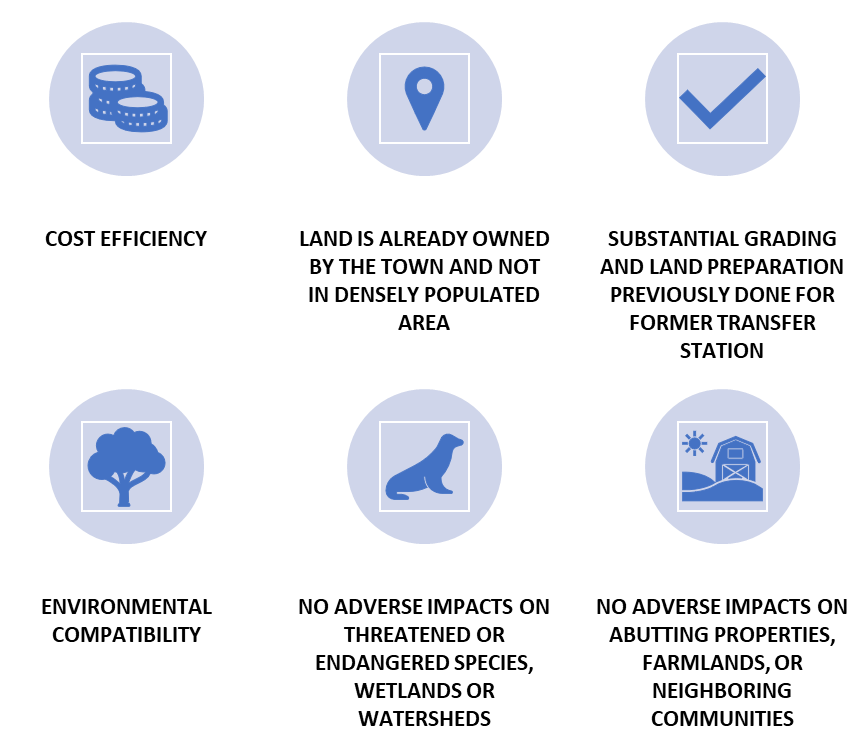 COST EFFICIENCY
LAND IS ALREADY OWNED
BY THE TOWN AND NOT
IN DENSELY POPULATED
AREA
SUBSTANTIAL GRADING
AND LAND PREPARATION
PREVIOUSLY DONE FOR
FORMER TRANSFER
STATION
ENVIRONMENTAL
COMPATIBILITY
NO ADVERSE IMPACTS ON
THREATENED OR
ENDANGERED SPECIES,
WETLANDS OR
WATERSHEDS
NO ADVERSE IMPACTS ON
ABUTTING PROPERTIES,
FARMLANDS, OR
NEIGHBORING
COMMUNITIES